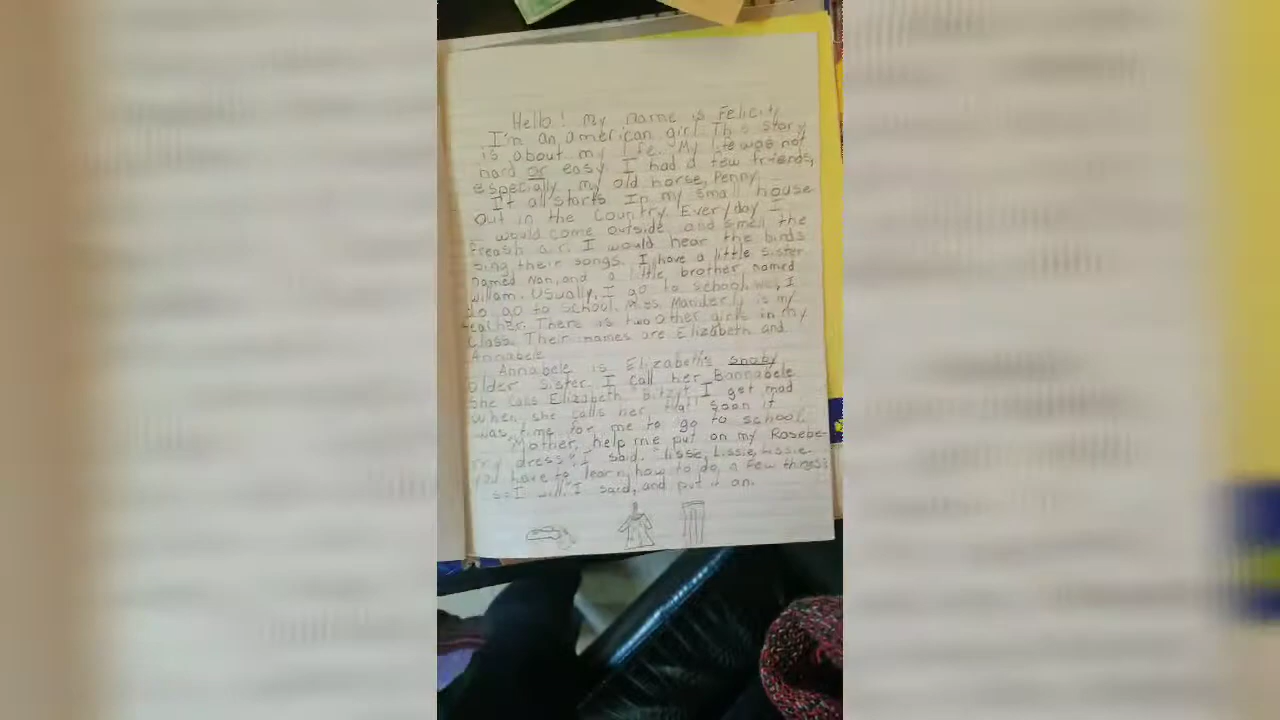 Hello! my name is Felicity
I'm an american girl. This story
is about my life. My life was not
hard or easy I had a few friends,
especially my old horse, Penny
It all starts In my small house
out in the Country. Everyday I
would come outside, and smell the
freash air. I would hear the birds
sing their songs. I have a little sister
named Nan, and a little brother named
willam. Usually, I go to school. well, I
do go to school. Miss Manderly is my
teacher. There is two other girls in my
Class. Their names are Elizabeth and
Annabele
Annabele is Elizabeth's snoby
older sister. I call her Bannabele
she calls Elizabeth "Bitzy". I get mad
when she calls her that! Soon it
was time for me to go to school.
"Mother, help me put on my Rosebe-
rry dress", I said. "Lissie, Lissie, Lissie
you have to learn how to do a few things
so I will." I said, and put it on.